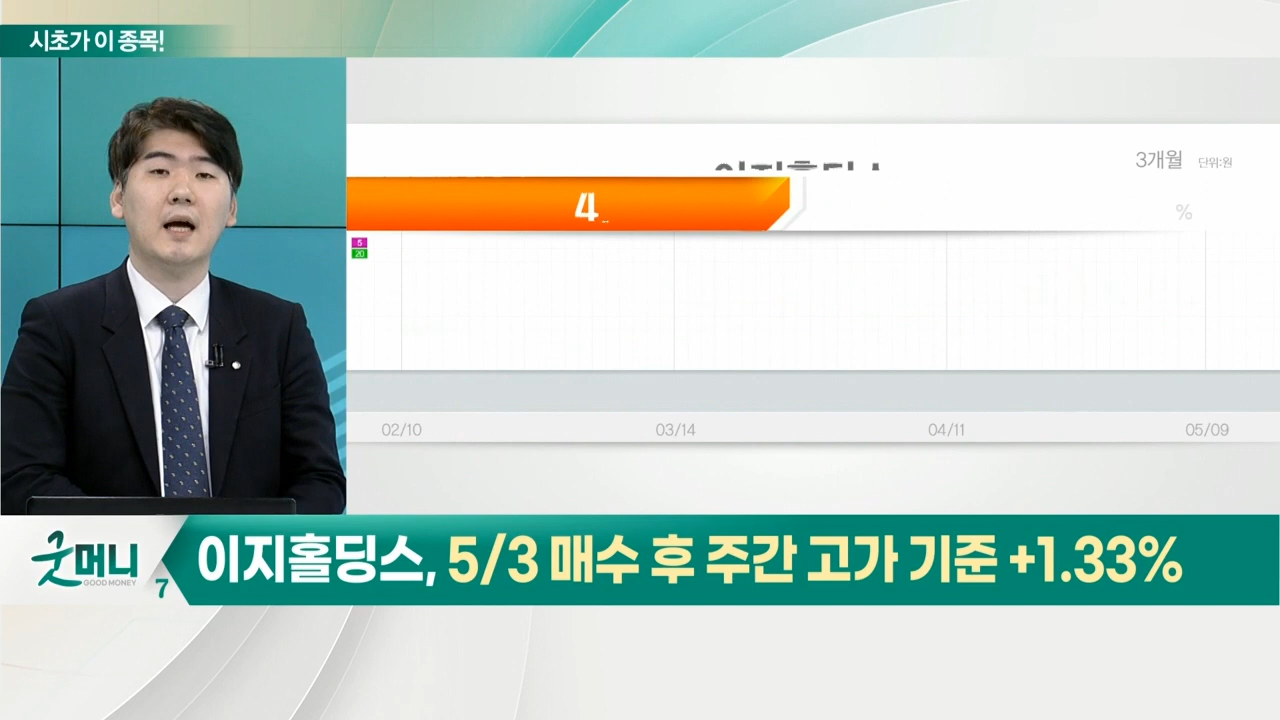 시초가 이 종목!
3개월 단위:원
4
%
5
20
02/10 03/14 04/11 05/09
굿머니
GOOD MONEY
7
이지홀딩스, 5/3 매수 후 주간 고가 기준 +1.33%